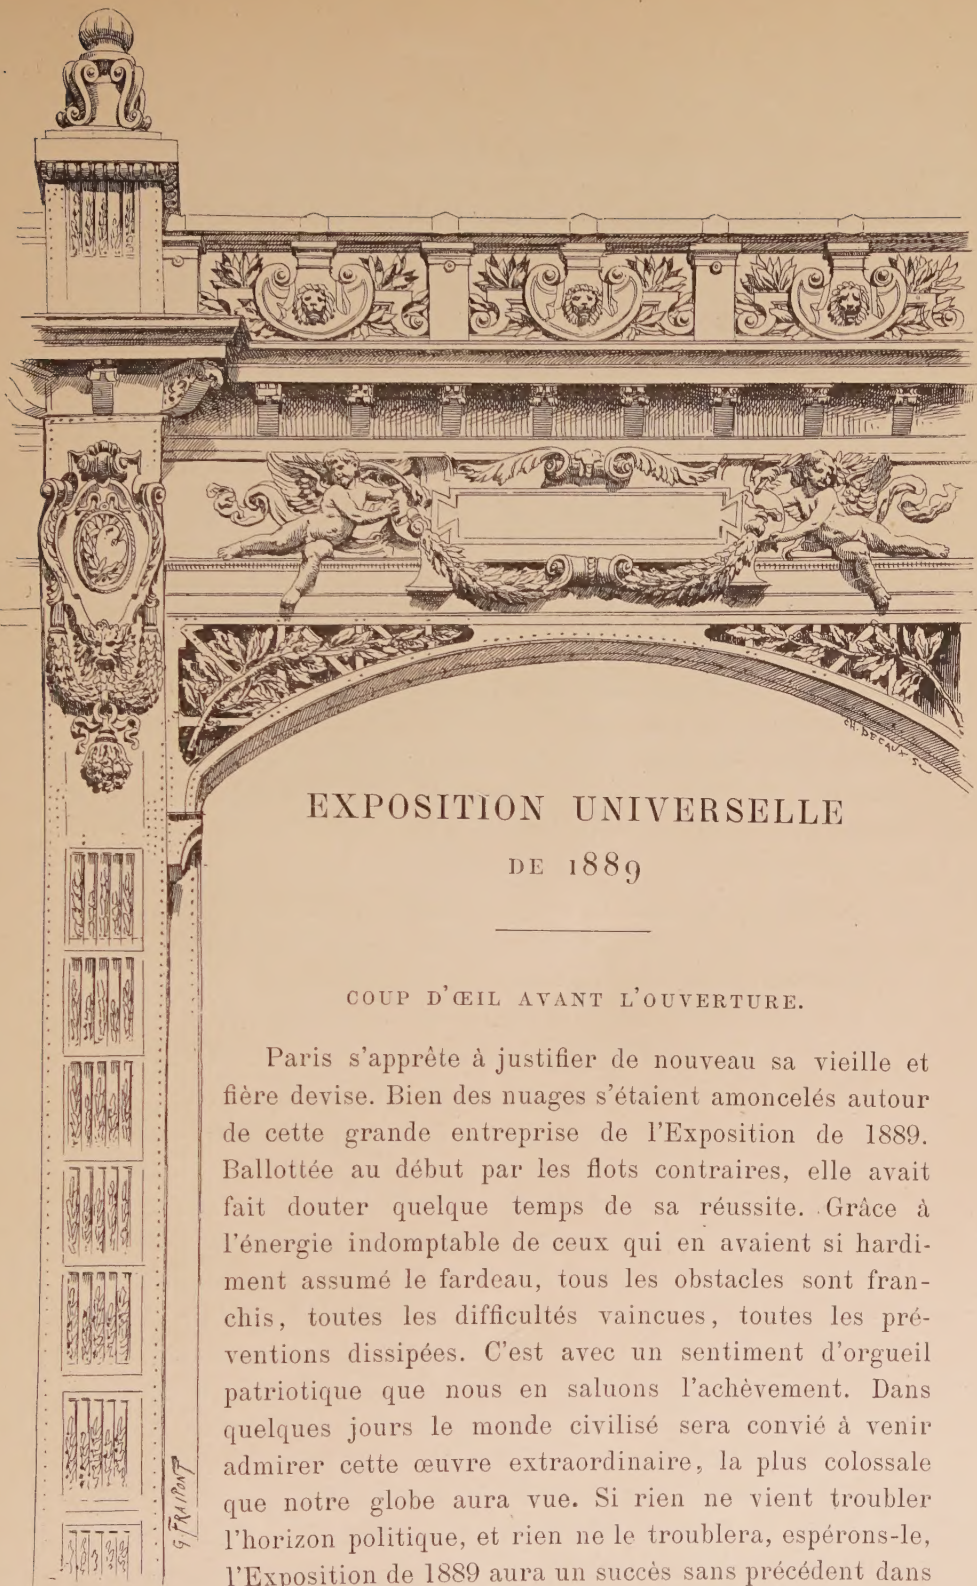 CH. DECAUX SC
EXPOSITION UNIVERSELLE
DE 1889
COUP D'ŒIL AVANT L'OUVERTURE.
Paris s'apprête à justifier de nouveau sa vieille et
fière devise. Bien des nuages s'étaient amoncelés autour
de cette grande entreprise de l'Exposition de 1889.
Ballottée au début par les flots contraires, elle avait
fait douter quelque temps de sa réussite. Grâce à
l'énergie indomptable de ceux qui en avaient si hardi-
ment assumé le fardeau, tous les obstacles sont fran-
chis, toutes les difficultés vaincues, toutes les pré-
ventions dissipées. C'est avec un sentiment d'orgueil
patriotique que nous en saluons l'achèvement. Dans
quelques jours le monde civilisé sera convié à venir
admirer cette œuvre extraordinaire, la plus colossale
que notre globe aura vue. Si rien ne vient troubler
l'horizon politique, et rien ne le troublera, espérons-le,
l'Exposition de 1889 aura un succès sans précédent dans
G. FRAIPONT